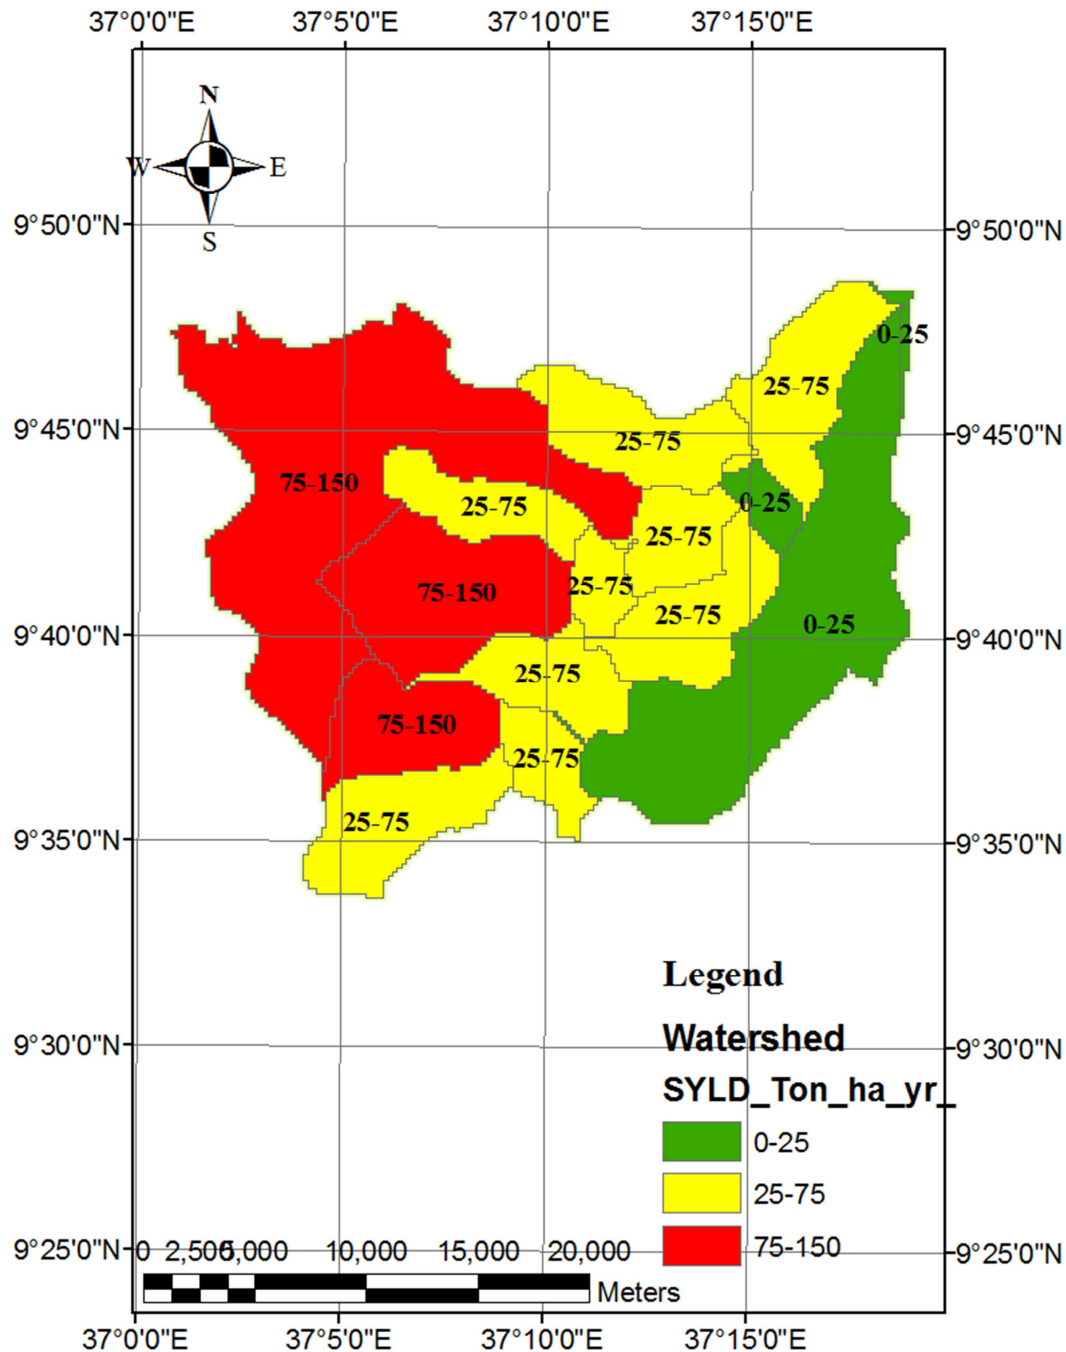 37°0'0"E 37°5'0"E 37°10'0"E 37°15'0"E
N
W E
S
9°50'0"N 9°50'0"N
0-25
25-75
9°45'0"N 25-75 9°45'0"N
75-150
25-75 0-25
25-75
75-150 25-75
25-75
0-25
9°40'0"N 9°40'0"N
25-75
75-150
25-75
25-75
9°35'0"N 9°35'0"N
Legend
Watershed
9°30'0"N 9°30'0"N
SYLD_Ton_ha_yr_
0-25
25-75
75-150
9°25'0"N 0 2,500 5,000 10,000 15,000 20,000 9°25'0"N
Meters
37°0'0"E 37°5'0"E 37°10'0"E 37°15'0"E